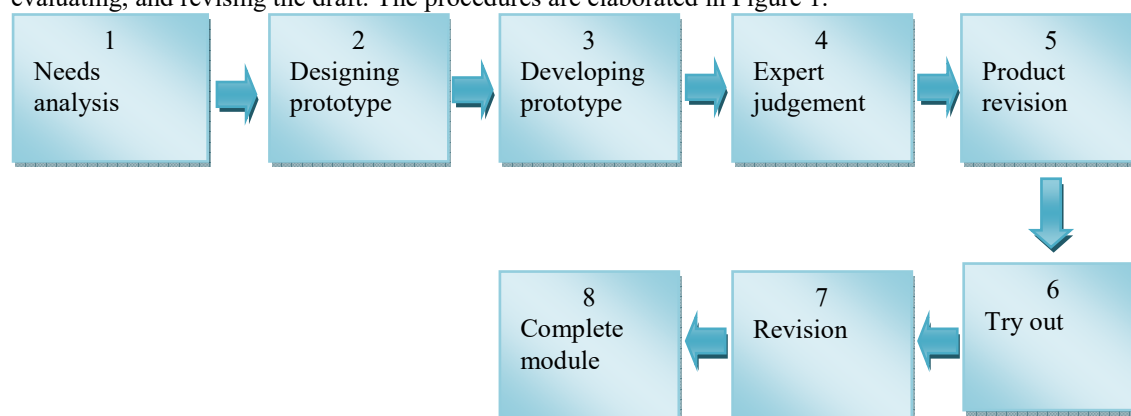 evaluating, and revising the draft. The procedures are elaborated in Figure 1.
1
Needs
analysis
2
Designing
prototype
3
Developing
prototype
4
Expert
judgement
5
Product
revision
6
Try out
7
Revision
8
Complete
module